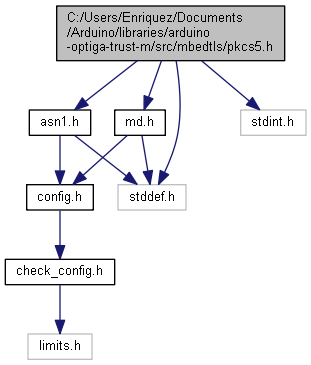 C:/Users/Enriquez/Documents
/Arduino/libraries/arduino
-optiga-trust-m/src/mbedtls/pkcs5.h
asn1.h
md.h
stdint.h
config.h
stddef.h
check_config.h
limits.h